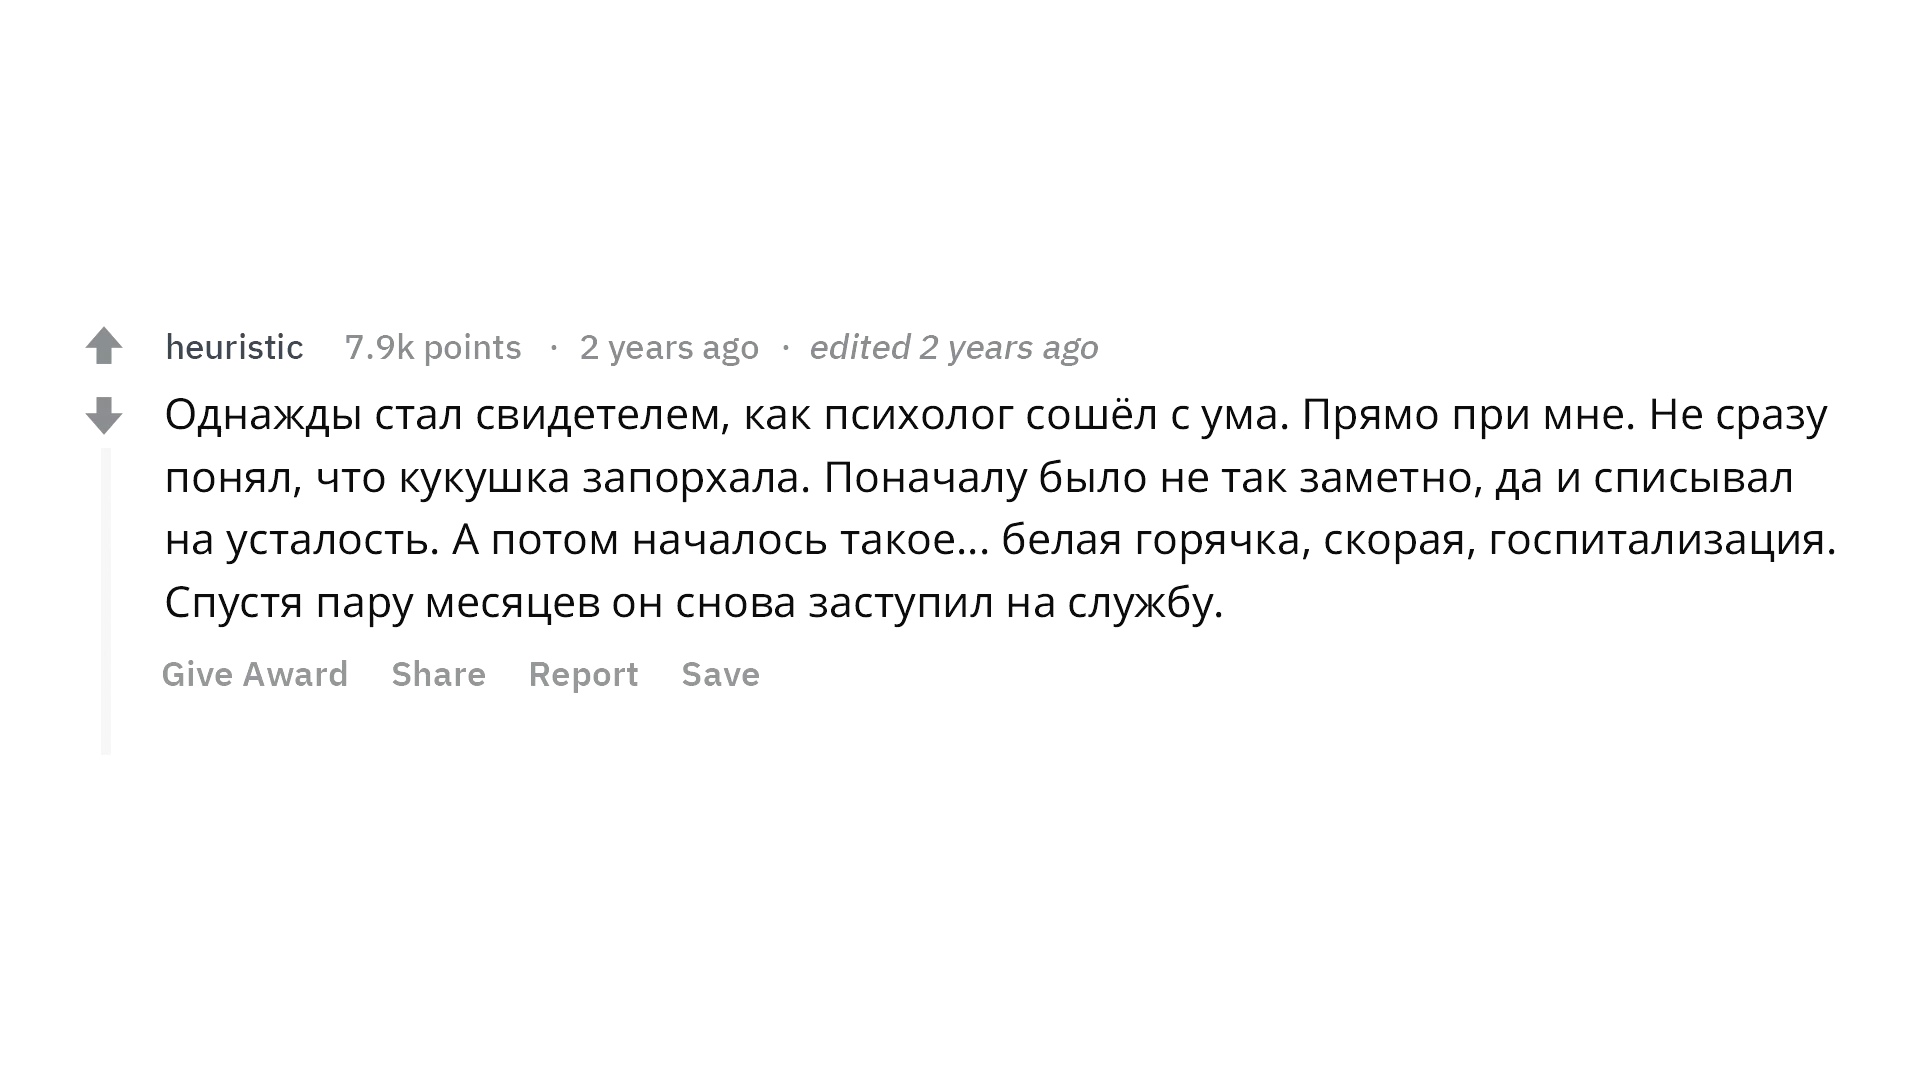 heuristic 7.9k points · 2 years ago · edited 2 years ago
Однажды стал свидетелем, как психолог сошёл с ума. Прямо при мне. Не сразу
понял, что кукушка запорхала. Поначалу было не так заметно, да и списывал
на усталость. А потом началось такое... белая горячка, скорая, госпитализация.
Спустя пару месяцев он снова заступил на службу.
Give Award Share Report Save